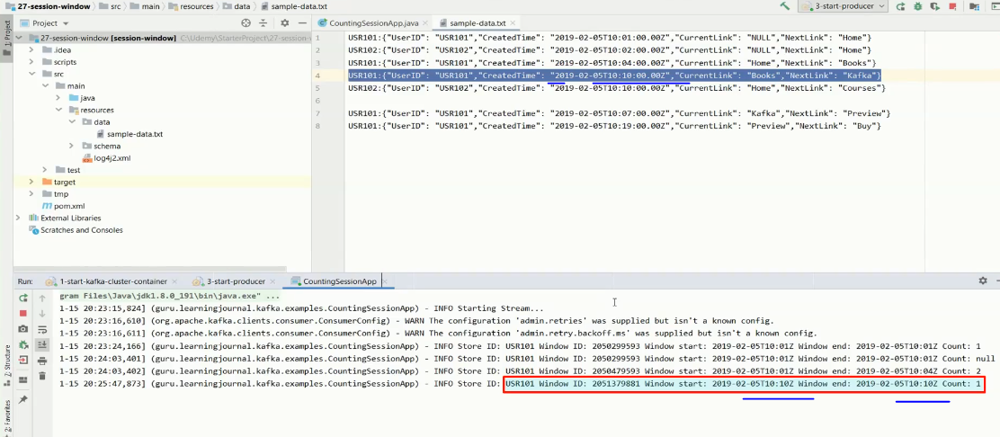 27-session-window src main resources data sample-data.txt 3-start-producer
1: Project
Project
CountingSessionApp.java sample-data.txt
27-session-window [session-window] C:\Udemy\StarterProject\27-session-
.idea
scripts
src
main
java
resources
data
sample-data.txt
schema
log4j2.xml
test
target
tmp
pom.xml
External Libraries
Scratches and Consoles
1 USR101:{"UserID": "USR101","CreatedTime": "2019-02-05T10:01:00.00Z","CurrentLink": "NULL","NextLink": "Home"}
2 USR102:{"UserID": "USR101","CreatedTime": "2019-02-05T10:02:00.00Z","CurrentLink": "NULL","NextLink": "Home"}
3 USR101:{"UserID": "USR101","CreatedTime": "2019-02-05T10:04:00.00Z","CurrentLink": "Home","NextLink": "Books"}
4 USR101:{"UserID": "USR101","CreatedTime": "2019-02-05T10:10:00.00Z","CurrentLink": "Books","NextLink": "Kafka"}
5 USR102:{"UserID": "USR101","CreatedTime": "2019-02-05T10:10:00.00Z","CurrentLink": "Home","NextLink": "Courses"}
6
7 USR101:{"UserID": "USR101","CreatedTime": "2019-02-05T10:07:00.00Z","CurrentLink": "Kafka","NextLink": "Preview"}
8 USR101:{"UserID": "USR101","CreatedTime": "2019-02-05T10:19:00.00Z","CurrentLink": "Preview","NextLink": "Buy"}
Run: 1-start-kafka-cluster-container 3-start-producer CountingSessionApp
gram Files\Java\jdk1.8.0_191\bin\java.exe" ...
1-15 20:23:15,824] (guru.learningjournal.kafka.examples.CountingSessionApp) - INFO Starting Stream...
1-15 20:23:16,610] (org.apache.kafka.clients.consumer.ConsumerConfig) - WARN The configuration 'admin.retries' was supplied but isn't a known config.
1-15 20:23:16,611] (org.apache.kafka.clients.consumer.ConsumerConfig) - WARN The configuration 'admin.retry.backoff.ms' was supplied but isn't a known config.
1-15 20:23:24,166] (guru.learningjournal.kafka.examples.CountingSessionApp) - INFO Store ID: USR101 Window ID: 2050299593 Window start: 2019-02-05T10:01Z Window end: 2019-02-05T10:01Z Count: 1
1-15 20:24:03,401] (guru.learningjournal.kafka.examples.CountingSessionApp) - INFO Store ID: USR101 Window ID: 2050299593 Window start: 2019-02-05T10:01Z Window end: 2019-02-05T10:01Z Count: null
1-15 20:24:03,402] (guru.learningjournal.kafka.examples.CountingSessionApp) - INFO Store ID: USR101 Window ID: 2050479593 Window start: 2019-02-05T10:01Z Window end: 2019-02-05T10:04Z Count: 2
1-15 20:25:47,873] (guru.learningjournal.kafka.examples.CountingSessionApp) - INFO Store ID: USR101 Window ID: 2051379881 Window start: 2019-02-05T10:10Z Window end: 2019-02-05T10:10Z Count: 1
Z: Structure
2: Favorites